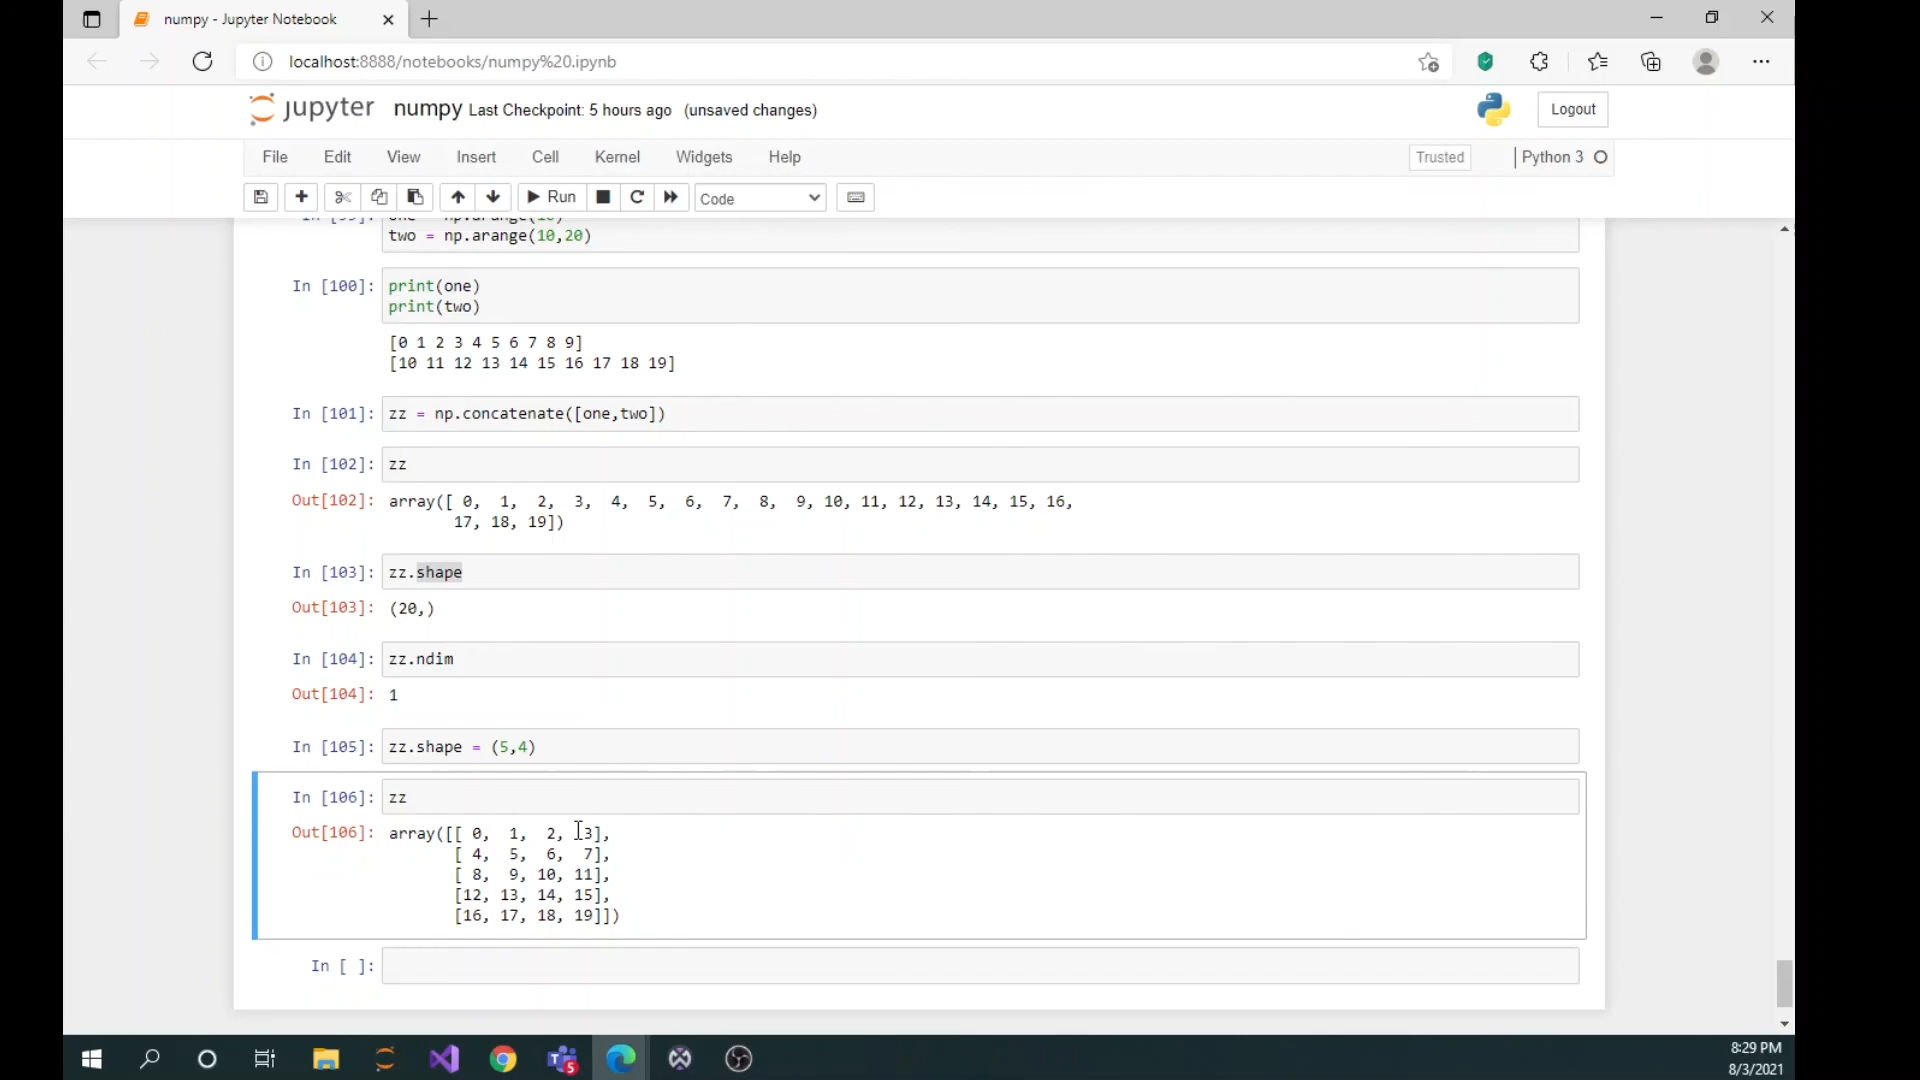 numpy - Jupyter Notebook
localhost:8888/notebooks/numpy%20.ipynb
jupyter numpy Last Checkpoint: 5 hours ago (unsaved changes)
Logout
File Edit View Insert Cell Kernel Widgets Help
Trusted
Python 3
Run
Code
two = np.arange(10,20)
In [100]: print(one)
print(two)
[0 1 2 3 4 5 6 7 8 9]
[10 11 12 13 14 15 16 17 18 19]
In [101]: zz = np.concatenate([one,two])
In [102]: zz
Out[102]: array([ 0, 1, 2, 3, 4, 5, 6, 7, 8, 9, 10, 11, 12, 13, 14, 15, 16,
17, 18, 19])
In [103]: zz.shape
Out[103]: (20,)
In [104]: zz.ndim
Out[104]: 1
In [105]: zz.shape = (5,4)
In [106]: zz
Out[106]: array([[ 0, 1, 2, 3],
[ 4, 5, 6, 7],
[ 8, 9, 10, 11],
[12, 13, 14, 15],
[16, 17, 18, 19]])
In [ ]:
8:29 PM
8/3/2021